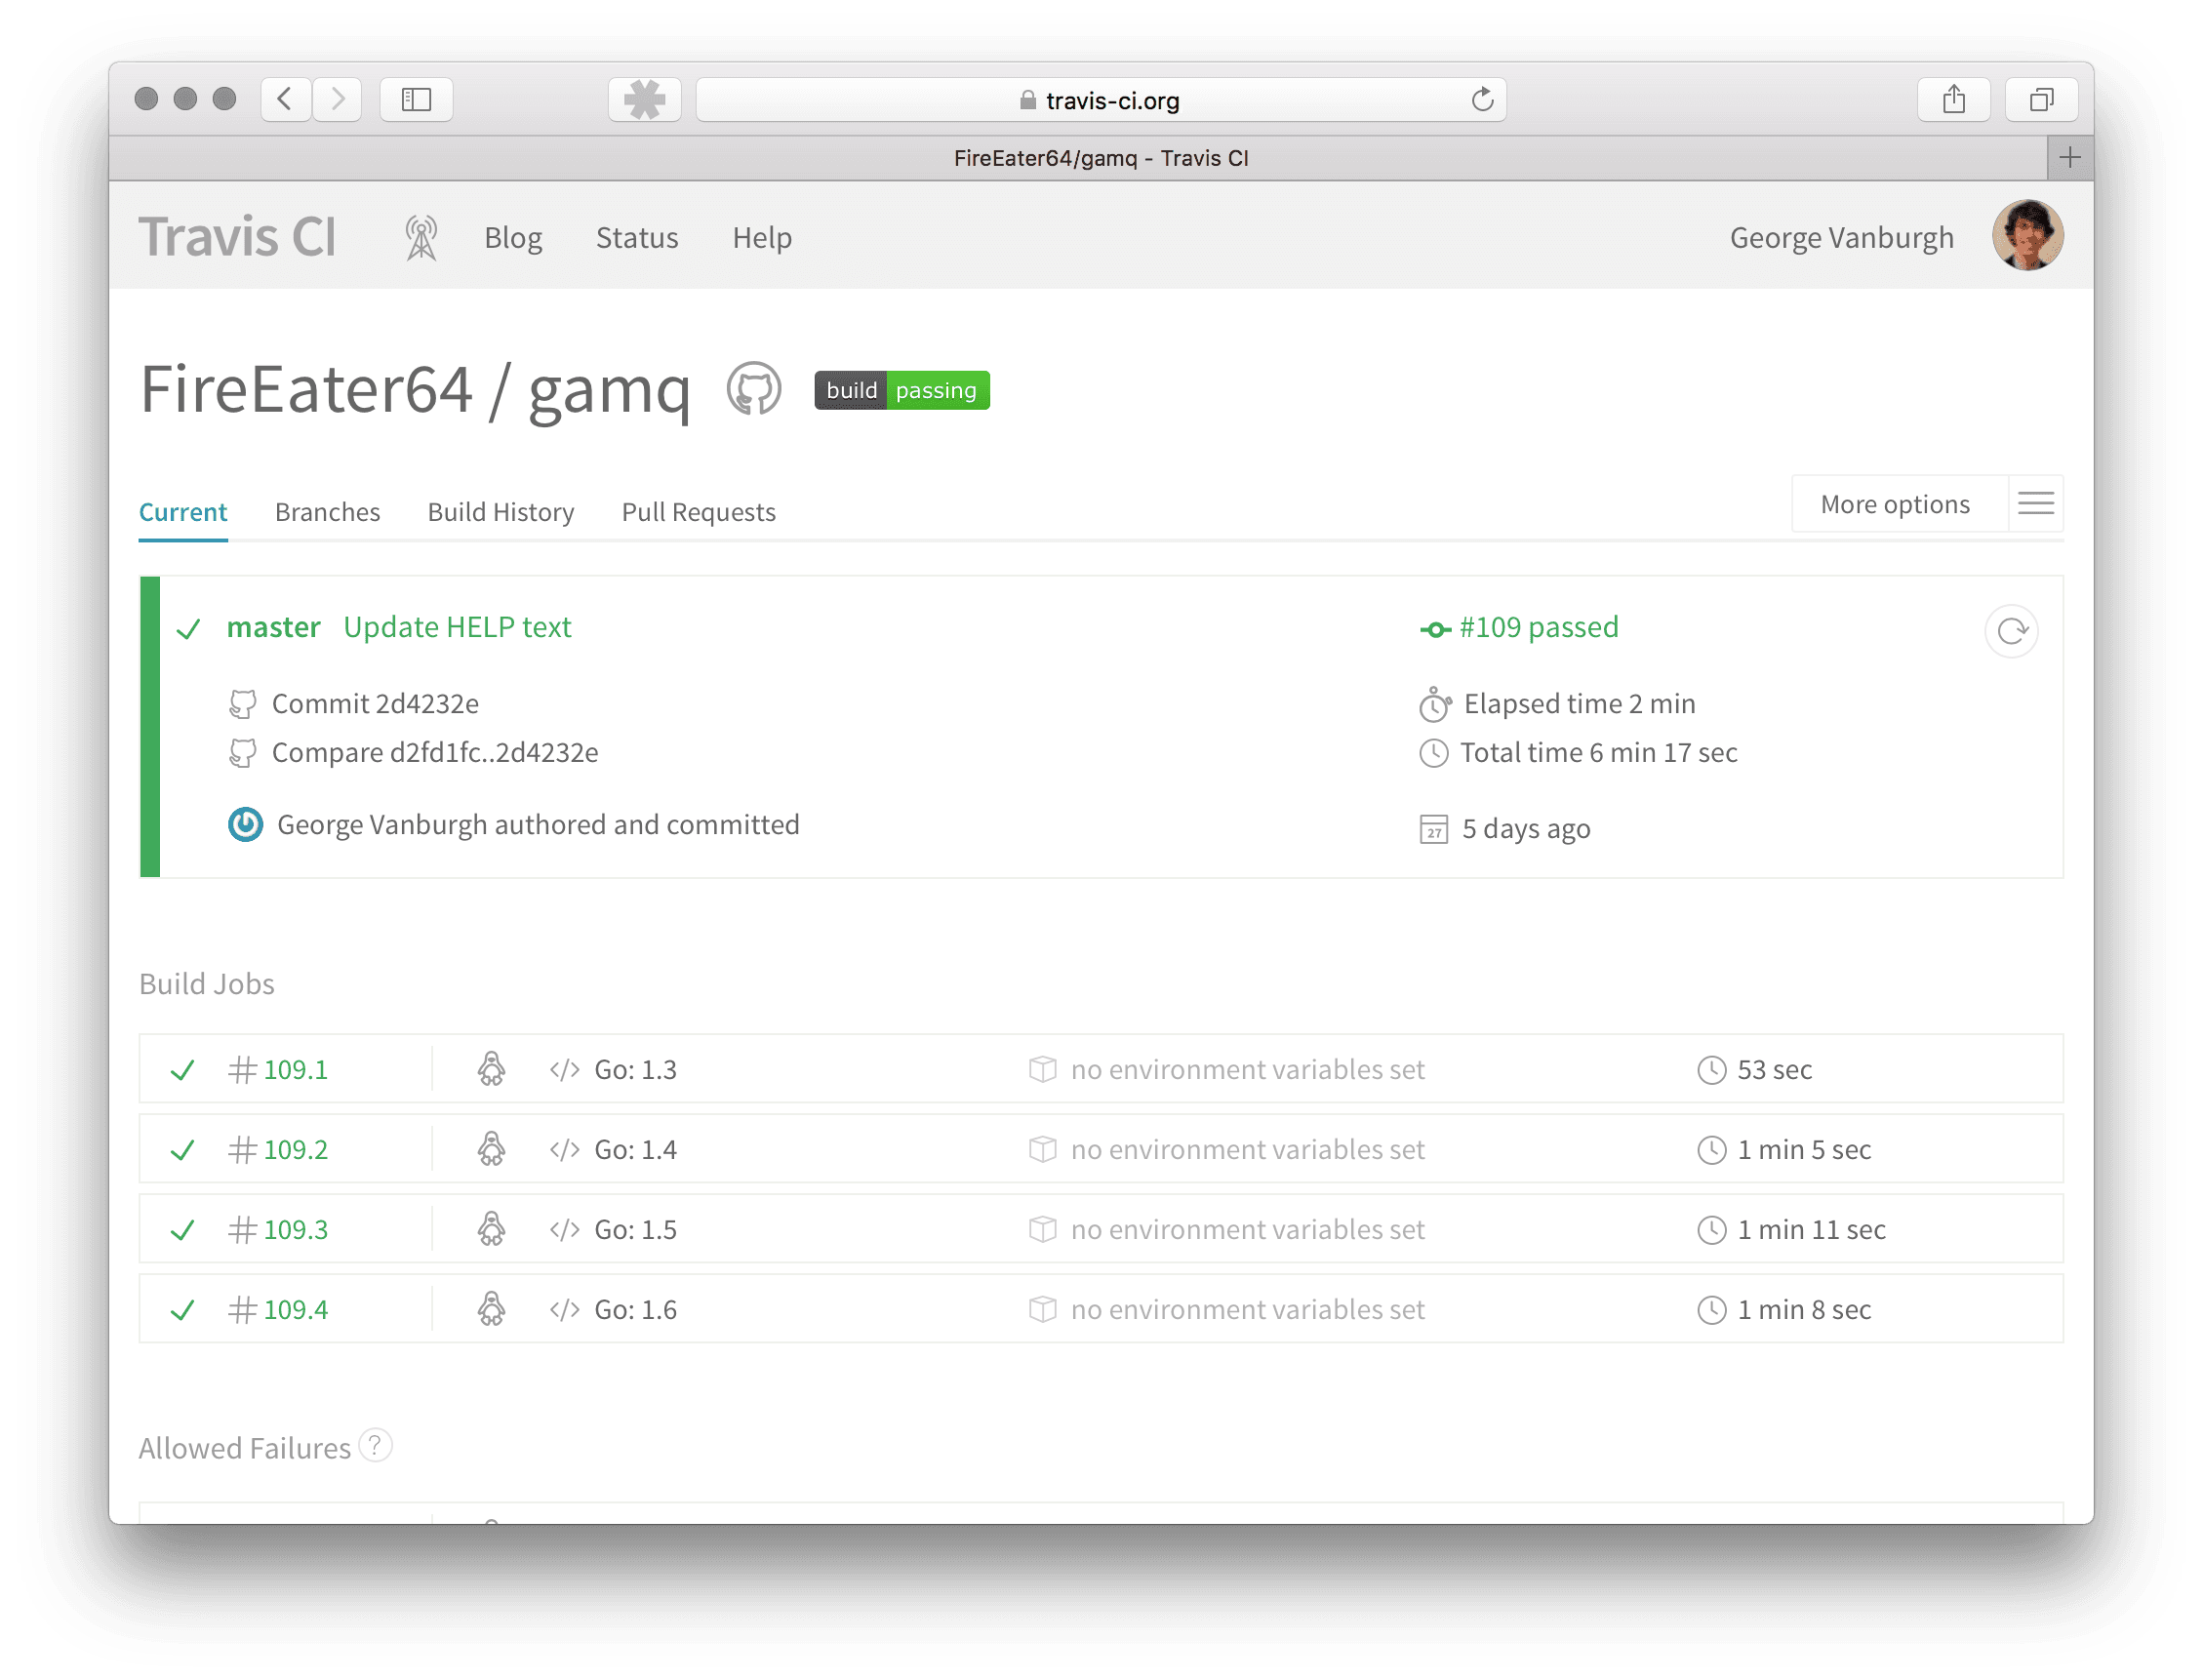 travis-ci.org
FireEater64/gamq - Travis CI
Travis CI Blog Status Help George Vanburgh
FireEater64 / gamq build passing
Current Branches Build History Pull Requests More options
master Update HELP text #109 passed
Commit 2d4232e Elapsed time 2 min
Compare d2fd1fc..2d4232e Total time 6 min 17 sec
George Vanburgh authored and committed 27 5 days ago
Build Jobs
# 109.1 </> Go: 1.3 no environment variables set 53 sec
# 109.2 </> Go: 1.4 no environment variables set 1 min 5 sec
# 109.3 </> Go: 1.5 no environment variables set 1 min 11 sec
# 109.4 </> Go: 1.6 no environment variables set 1 min 8 sec
Allowed Failures ?